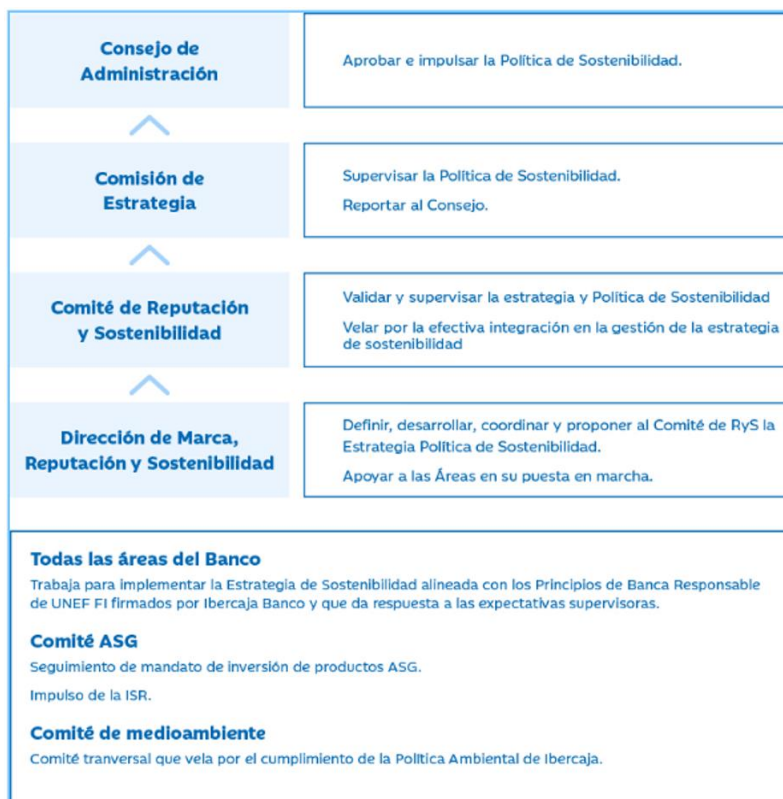 Consejo de
Administración
Aprobar e impulsar la Política de Sostenibilidad.
Comisión de
Estrategia
Supervisar la Política de Sostenibilidad.
Reportar al Consejo.
Comité de Reputación
y Sostenibilidad
Validar y supervisar la estrategia y Política de Sostenibilidad
Velar por la efectiva integración en la gestión de la estrategia
de sostenibilidad
Dirección de Marca,
Reputación y Sostenibilidad
Definir, desarrollar, coordinar y proponer al Comité de RyS la
Estrategia Política de Sostenibilidad.
Apoyar a las Áreas en su puesta en marcha.
Todas las áreas del Banco
Trabaja para implementar la Estrategia de Sostenibilidad alineada con los Principios de Banca Responsable
de UNEF FI firmados por Ibercaja Banco y que da respuesta a las expectativas supervisoras.
Comité ASG
Seguimiento de mandato de inversión de productos ASG.
Impulso de la ISR.
Comité de medioambiente
Comité tranversal que vela por el cumplimiento de la Política Ambiental de Ibercaja.